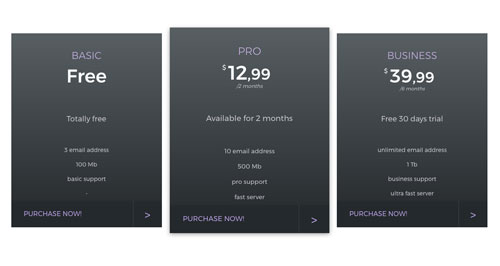 BASIC
Free
Totally free
3 email address
100 Mb
basic support
-
PURCHASE NOW! >
PRO
$12,99
/2 months
Available for 2 months
10 email address
500 Mb
pro support
fast server
PURCHASE NOW! >
BUSINESS
$39,99
/6 months
Free 30 days trial
unlimited email address
1 Tb
business support
ultra fast server
PURCHASE NOW! >